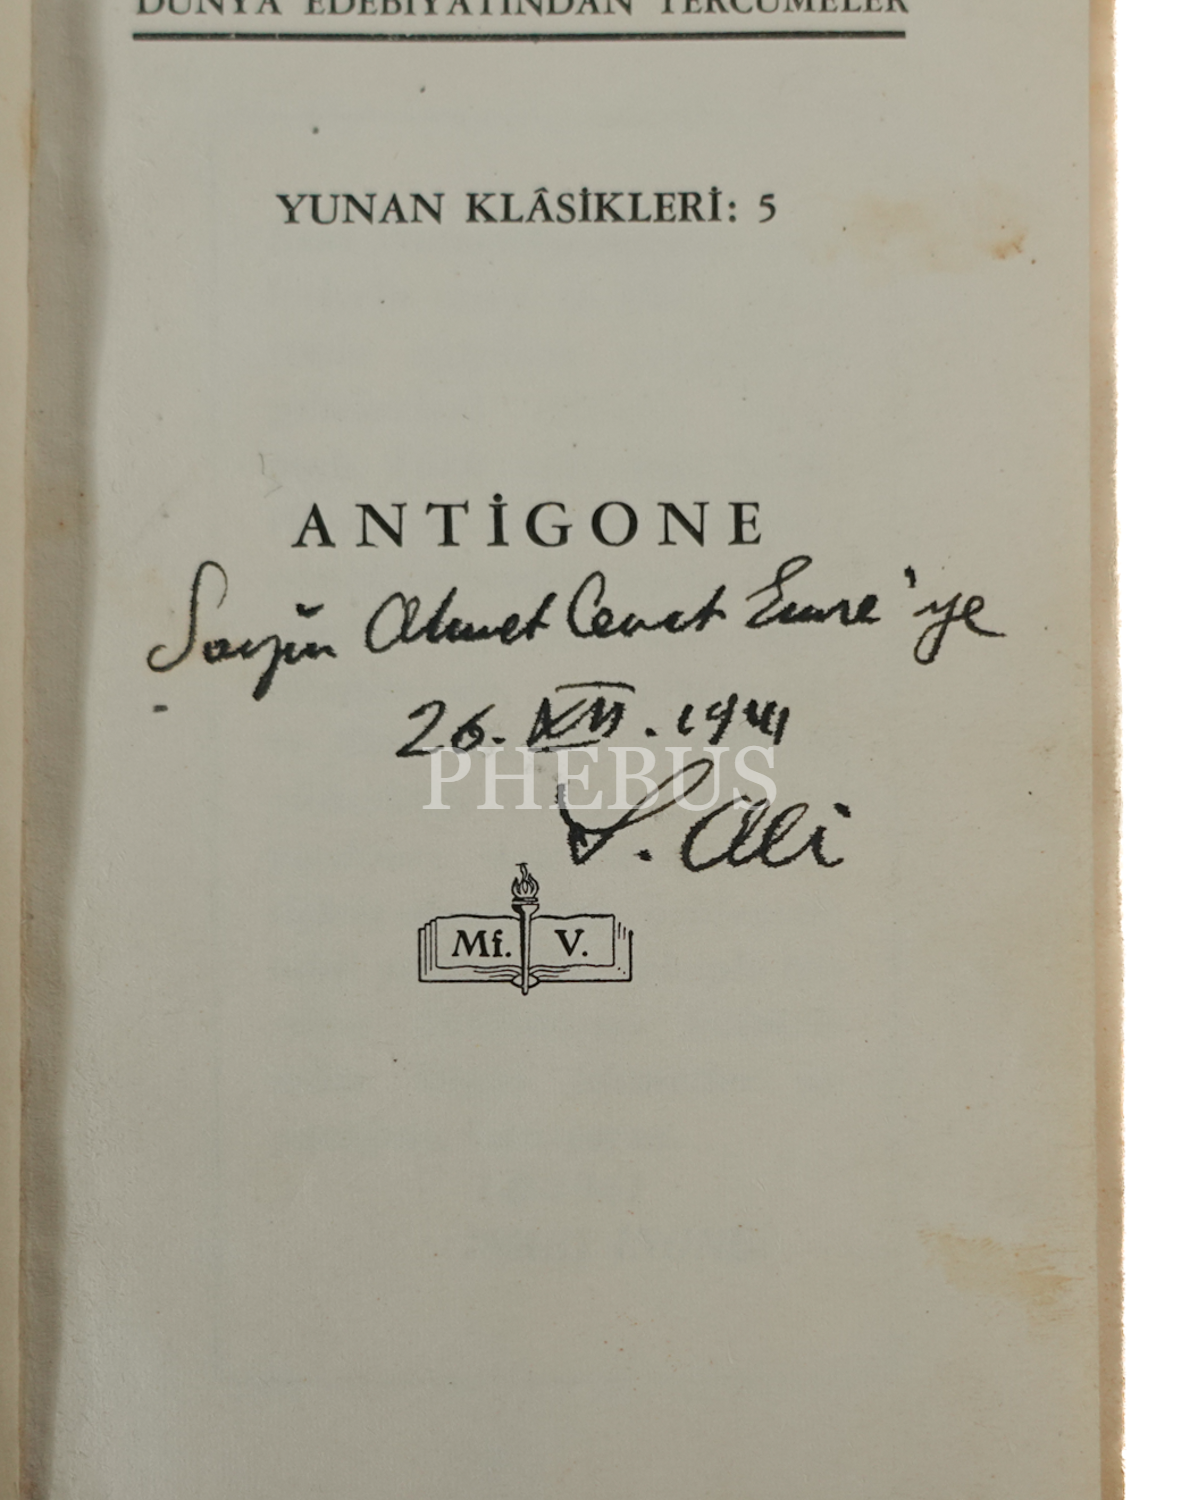 DÜNYA EDEBİYATINDAN TERCÜMELER
YUNAN KLÂSİKLERİ: 5
ANTİGONE
Sayın Ahmet Cevat Emre'ye
26. XII. 1941
PHEBUS
S. Ali
Mf. V.